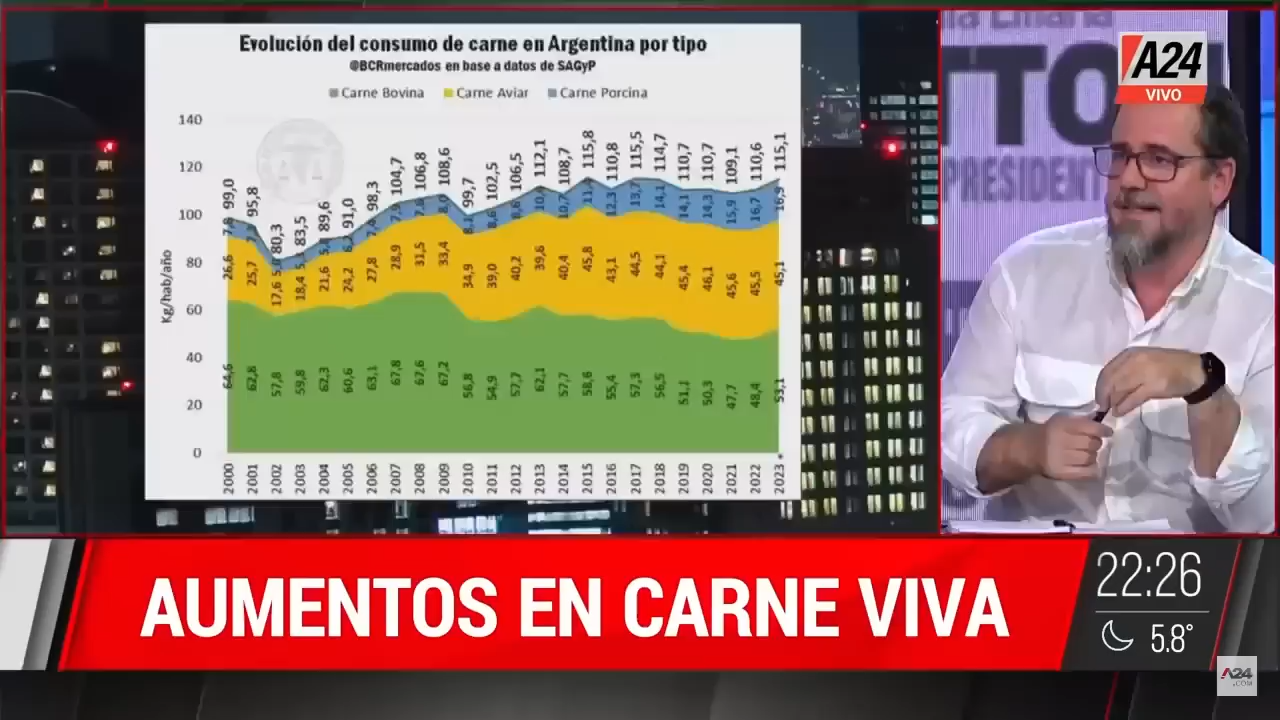 Evolución del consumo de carne en Argentina por tipo
@BCRmercados en base a datos de SAGyP
Carne Bovina Carne Aviar Carne Porcina
Kg/hab/año
140
120
100
80
60
40
20
0
99,0 95,8 80,3 83,5 89,6 91,0 98,3 104,7 106,8 108,6 99,7 102,5 106,5 112,1 108,7 115,8 110,8 115,5 114,7 110,7 110,7 109,1 110,6 115,1
12,3 13,7 14,1 14,1 14,3 15,9 16,7 16,9
26,6 25,7 17,6 18,4 21,6 24,2 27,8 28,9 31,5 33,4 34,9 39,0 40,2 39,6 40,4 45,8 43,1 44,5 44,1 45,4 46,1 45,6 45,5 45,1
64,6 62,8 57,8 59,8 62,3 60,6 63,1 67,8 67,6 67,2 56,8 54,9 57,7 62,1 57,7 58,6 55,4 57,3 56,5 51,1 50,3 47,7 48,4 53,1
2000 2001 2002 2003 2004 2005 2006 2007 2008 2009 2010 2011 2012 2013 2014 2015 2016 2017 2018 2019 2020 2021 2022 2023 *
TTO
PRESIDENT
A24
VIVO
AUMENTOS EN CARNE VIVA
22:26
5.8°
A24
.COM